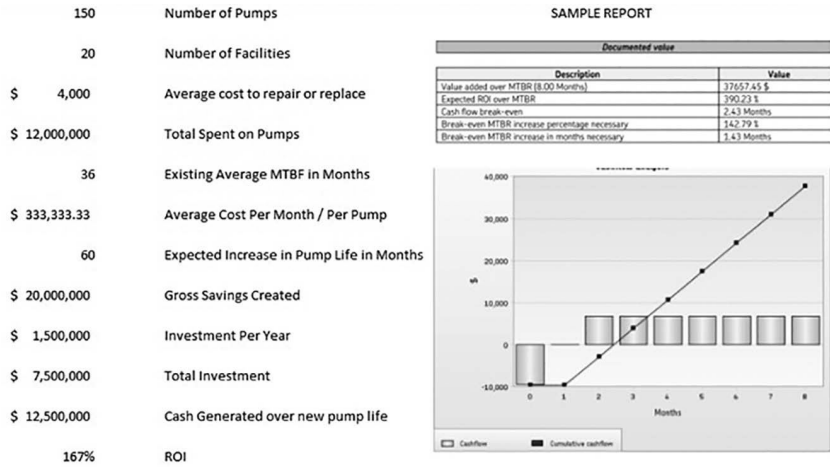 150 Number of Pumps
20 Number of Facilities
$ 4,000 Average cost to repair or replace
$ 12,000,000 Total Spent on Pumps
36 Existing Average MTBF in Months
$ 333,333.33 Average Cost Per Month / Per Pump
60 Expected Increase in Pump Life in Months
$ 20,000,000 Gross Savings Created
$ 1,500,000 Investment Per Year
$ 7,500,000 Total Investment
$ 12,500,000 Cash Generated over new pump life
167% ROI
SAMPLE REPORT
Documented value
Description Value
Value added over MTBR (8.00 Months) 37657.45 $
Expected ROI over MTBR 390.23 %
Cash flow break-even 2.43 Months
Break-even MTBR increase percentage necessary 142.79 %
Break-even MTBR increase in months necessary 1.43 Months
40,000
30,000
20,000
10,000
0
-10,000
$
0 1 2 3 4 5 6 7 8
Months
Cashflow Cumulative cashflow